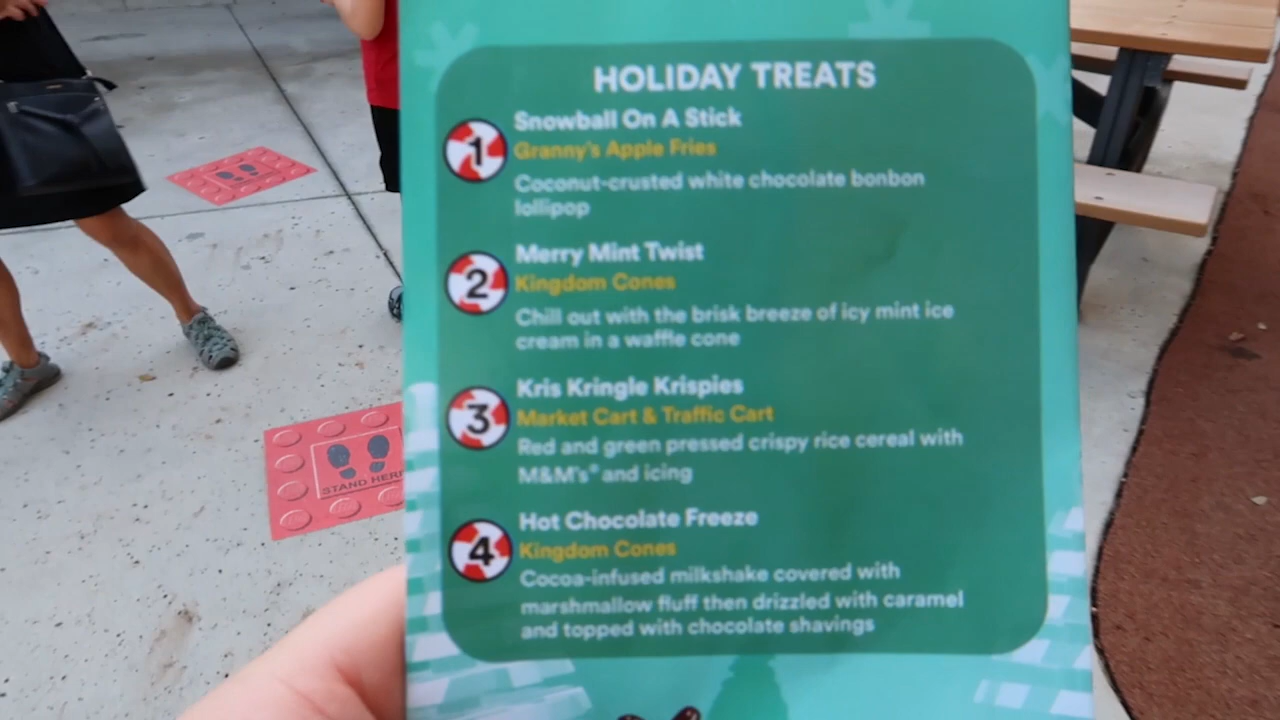 HOLIDAY TREATS
1
Snowball On A Stick
Granny's Apple Fries
Coconut-crusted white chocolate bonbon
lollipop
2
Merry Mint Twist
Kingdom Cones
Chill out with the brisk breeze of icy mint ice
cream in a waffle cone
3
Kris Kringle Krispies
Market Cart & Traffic Cart
Red and green pressed crispy rice cereal with
M&M's® and icing
4
Hot Chocolate Freeze
Kingdom Cones
Cocoa-infused milkshake covered with
marshmallow fluff then drizzled with caramel
and topped with chocolate shavings
STAND HER